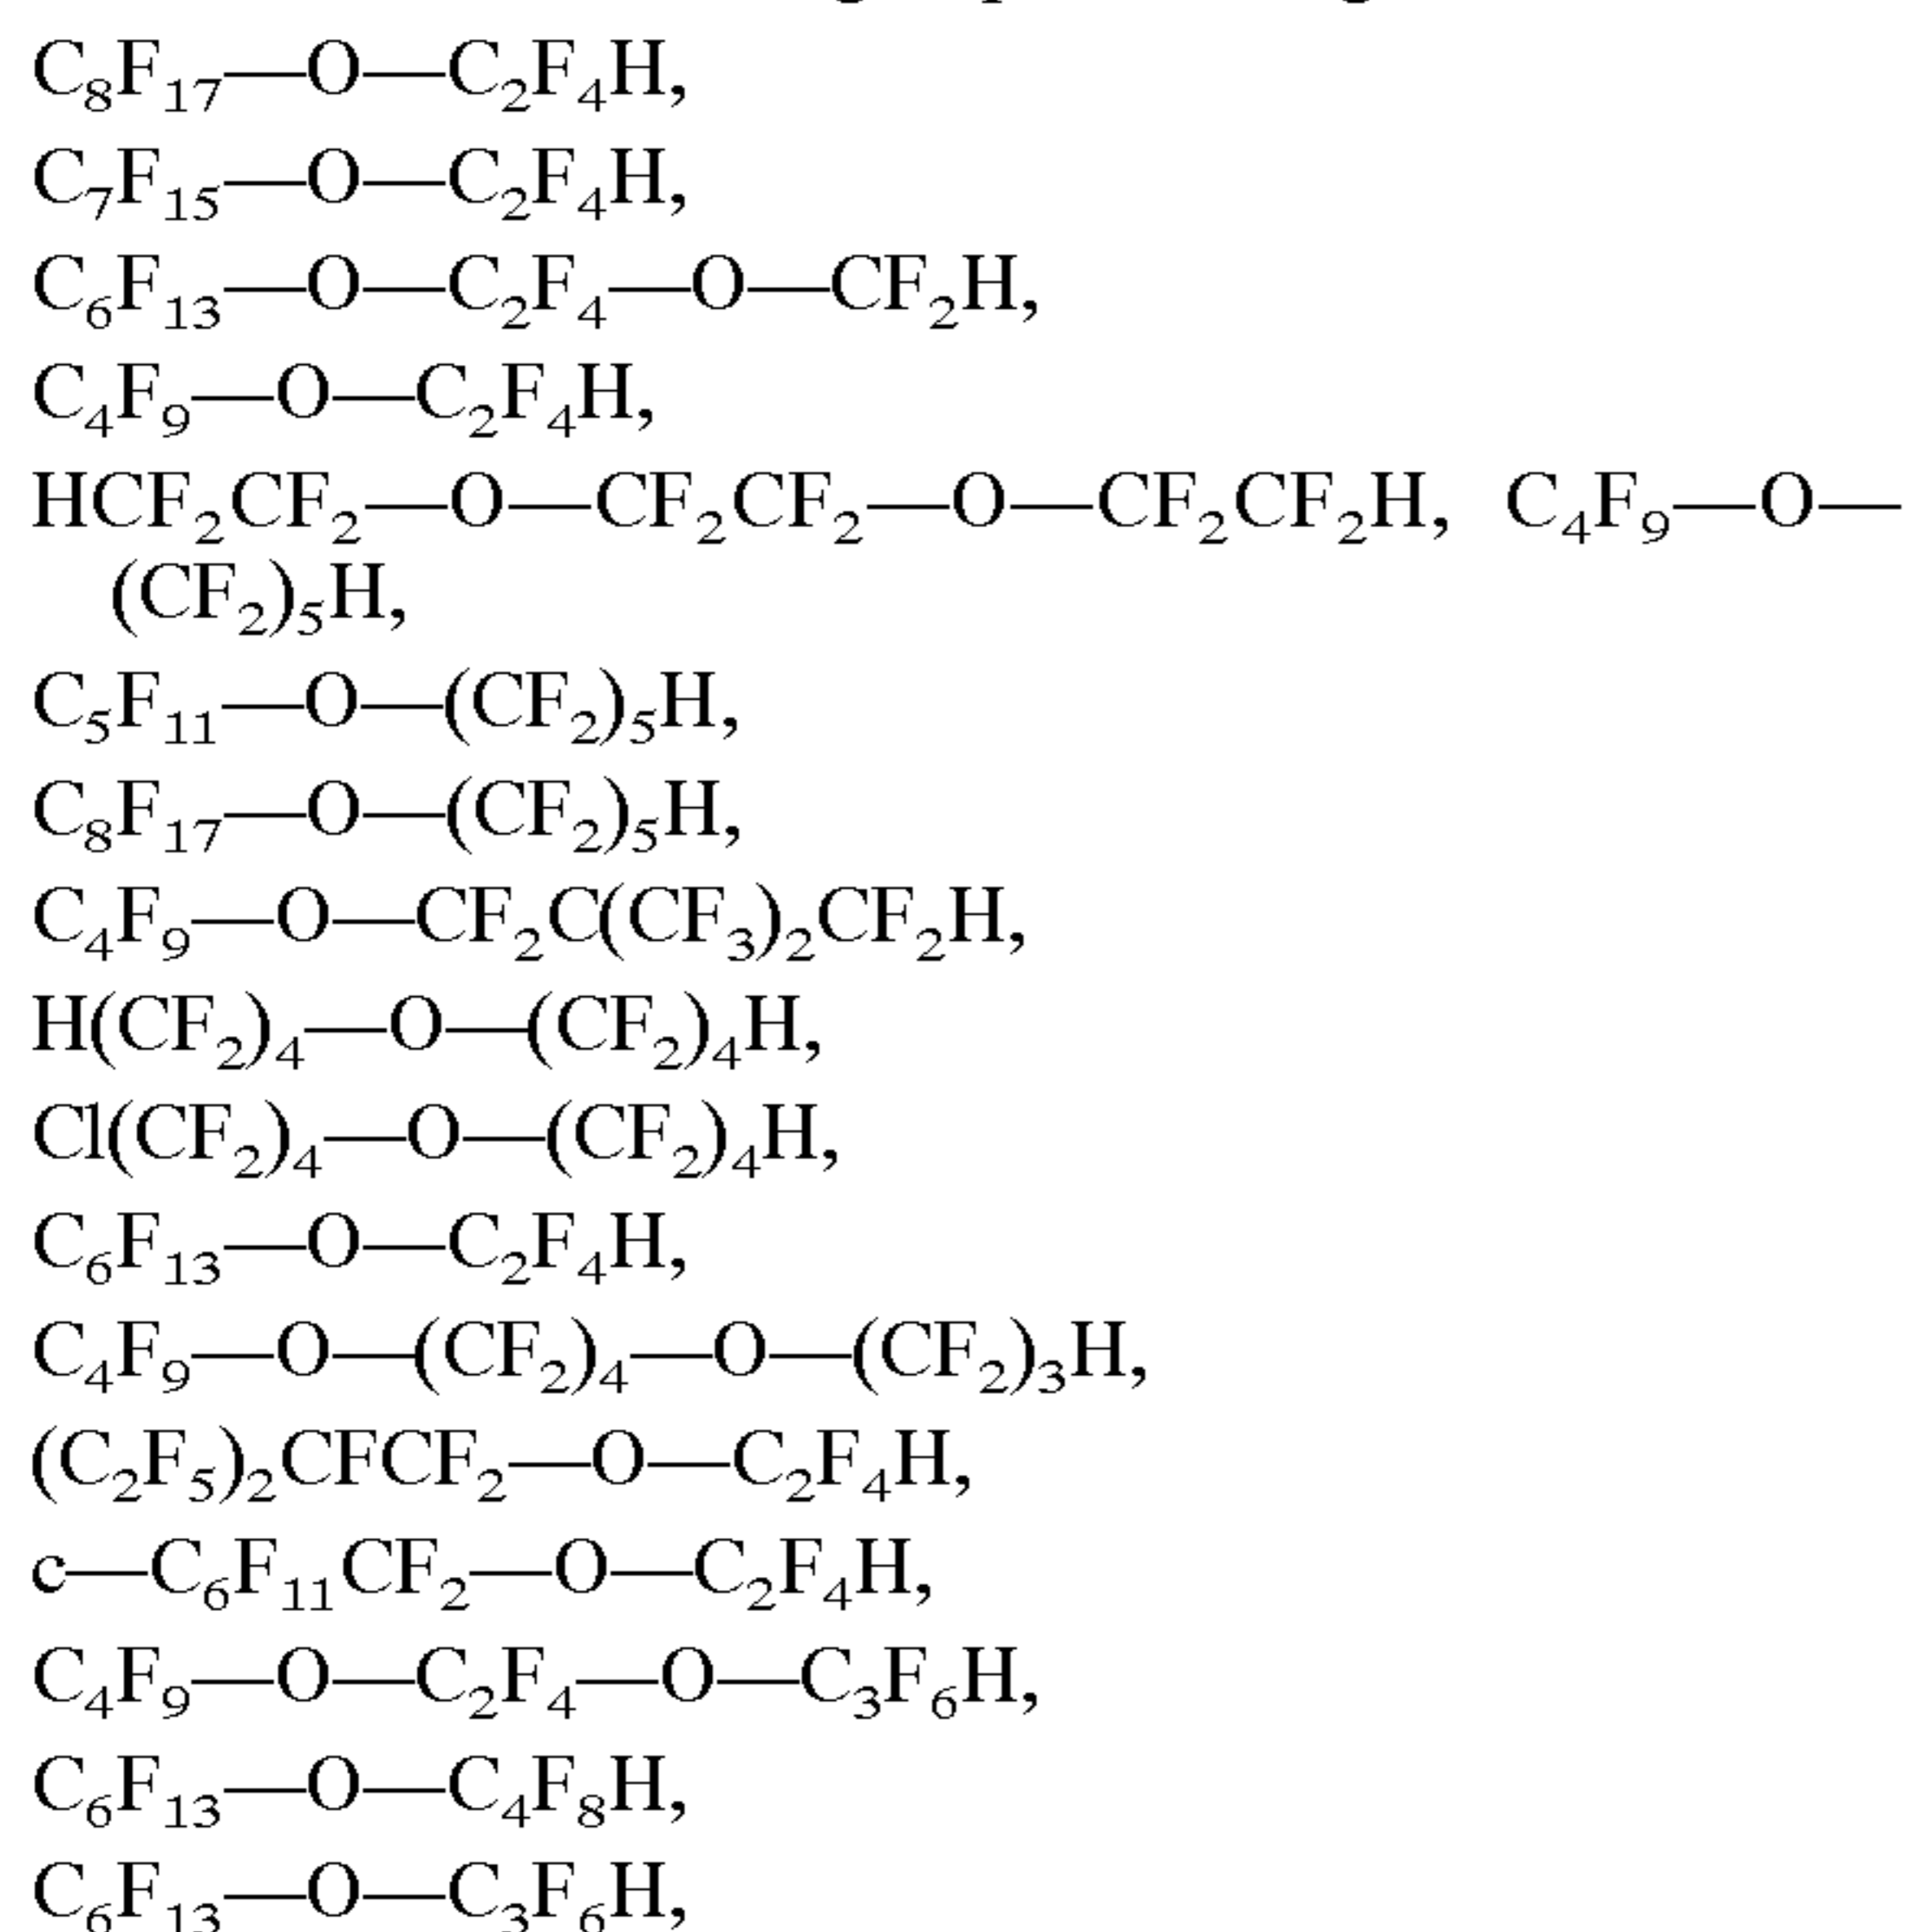 C₈F₁₇—O—C₂F₄H,
C₇F₁₅—O—C₂F₄H,
C₆F₁₃—O—C₂F₄—O—CF₂H,
C₄F₉—O—C₂F₄H,
HCF₂CF₂—O—CF₂CF₂—O—CF₂CF₂H, C₄F₉—O—
(CF₂)₅H,
C₅F₁₁—O—(CF₂)₅H,
C₈F₁₇—O—(CF₂)₅H,
C₄F₉—O—CF₂C(CF₃)₂CF₂H,
H(CF₂)₄—O—(CF₂)₄H,
Cl(CF₂)₄—O—(CF₂)₄H,
C₆F₁₃—O—C₂F₄H,
C₄F₉—O—(CF₂)₄—O—(CF₂)₃H,
(C₂F₅)₂CFCF₂—O—C₂F₄H,
c—C₆F₁₁CF₂—O—C₂F₄H,
C₄F₉—O—C₂F₄—O—C₃F₆H,
C₆F₁₃—O—C₄F₈H,
C₆F₁₃—O—C₃F₆H,